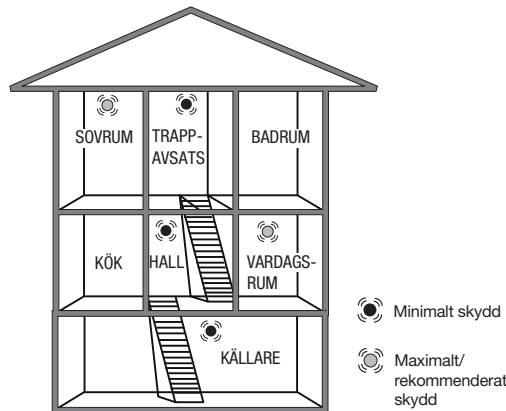 SOVRUM
TRAPP-
AVSATS
BADRUM
KÖK
HALL
VARDAGS-
RUM
KÄLLARE
Minimalt skydd
Maximalt/
rekommenderat
skydd